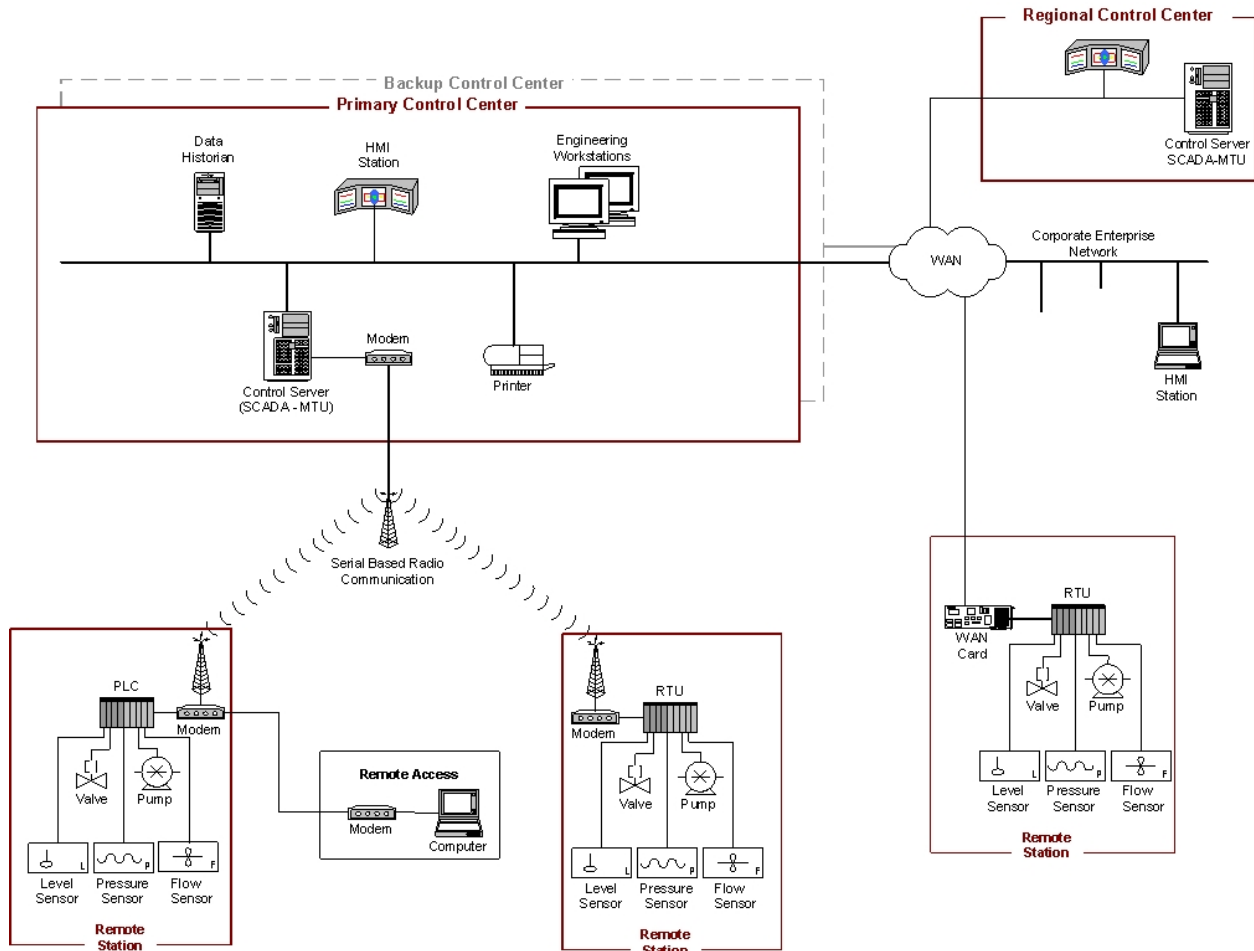 Regional Control Center
Control Server
SCADA-MTU
Backup Control Center
Primary Control Center
Data
Historian
HMI
Station
Engineering
Workstations
Control Server
(SCADA - MTU)
Modem
Printer
WAN
Corporate Enterprise
Network
HMI
Station
Serial Based Radio
Communication
PLC
Modem
Valve
Pump
L
P
F
Level
Sensor
Pressure
Sensor
Flow
Sensor
Remote
Station
Remote Access
Modem
Computer
RTU
Modem
Valve
Pump
L
P
F
Level
Sensor
Pressure
Sensor
Flow
Sensor
Remote
Station
RTU
WAN
Card
Valve
Pump
L
P
F
Level
Sensor
Pressure
Sensor
Flow
Sensor
Remote
Station